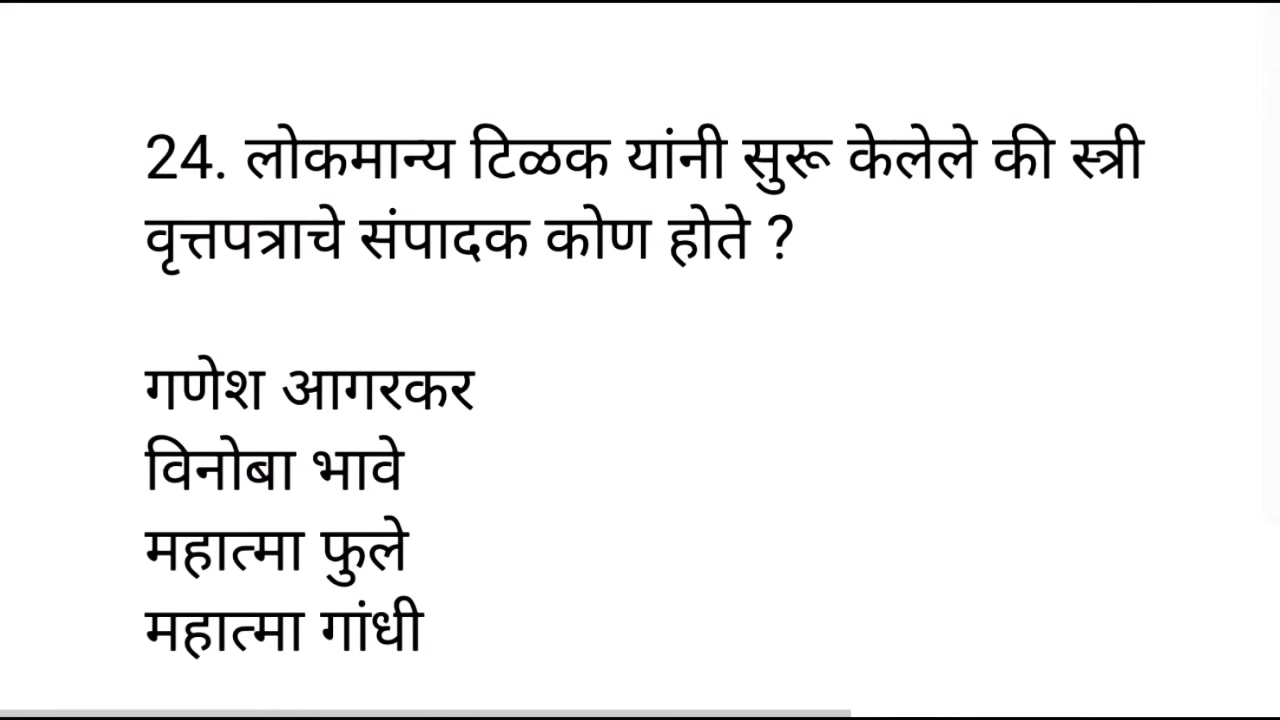 24. लोकमान्य टिळक यांनी सुरू केलेले की स्त्री
वृत्तपत्राचे संपादक कोण होते ?
गणेश आगरकर
विनोबा भावे
महात्मा फुले
महात्मा गांधी